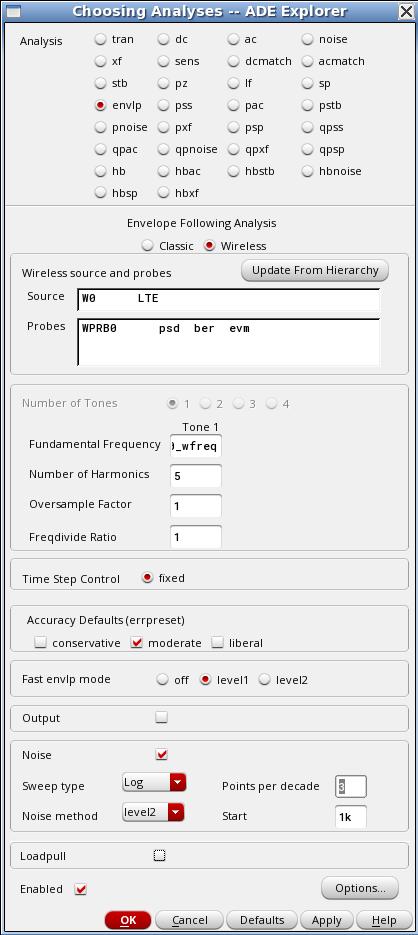 Choosing Analyses -- ADE Explorer
Analysis tran dc ac noise
xf sens dcmatch acmatch
stb pz lf sp
envlp pss pac pstb
pnoise pxf psp qpss
qpac qpnoise qpxf qpsp
hb hbac hbstb hbnoise
hbsp hbxf
Envelope Following Analysis
Classic Wireless
Wireless source and probes Update From Hierarchy
Source W0 LTE
Probes WPRB0 psd ber evm
Number of Tones 1 2 3 4
Tone 1
Fundamental Frequency _wfreq
Number of Harmonics 5
Oversample Factor 1
Freqdivide Ratio 1
Time Step Control fixed
Accuracy Defaults (errpreset)
conservative moderate liberal
Fast envlp mode off level1 level2
Output
Noise
Sweep type Log Points per decade 3
Noise method level2 Start 1k
Loadpull
Enabled Options...
OK Cancel Defaults Apply Help